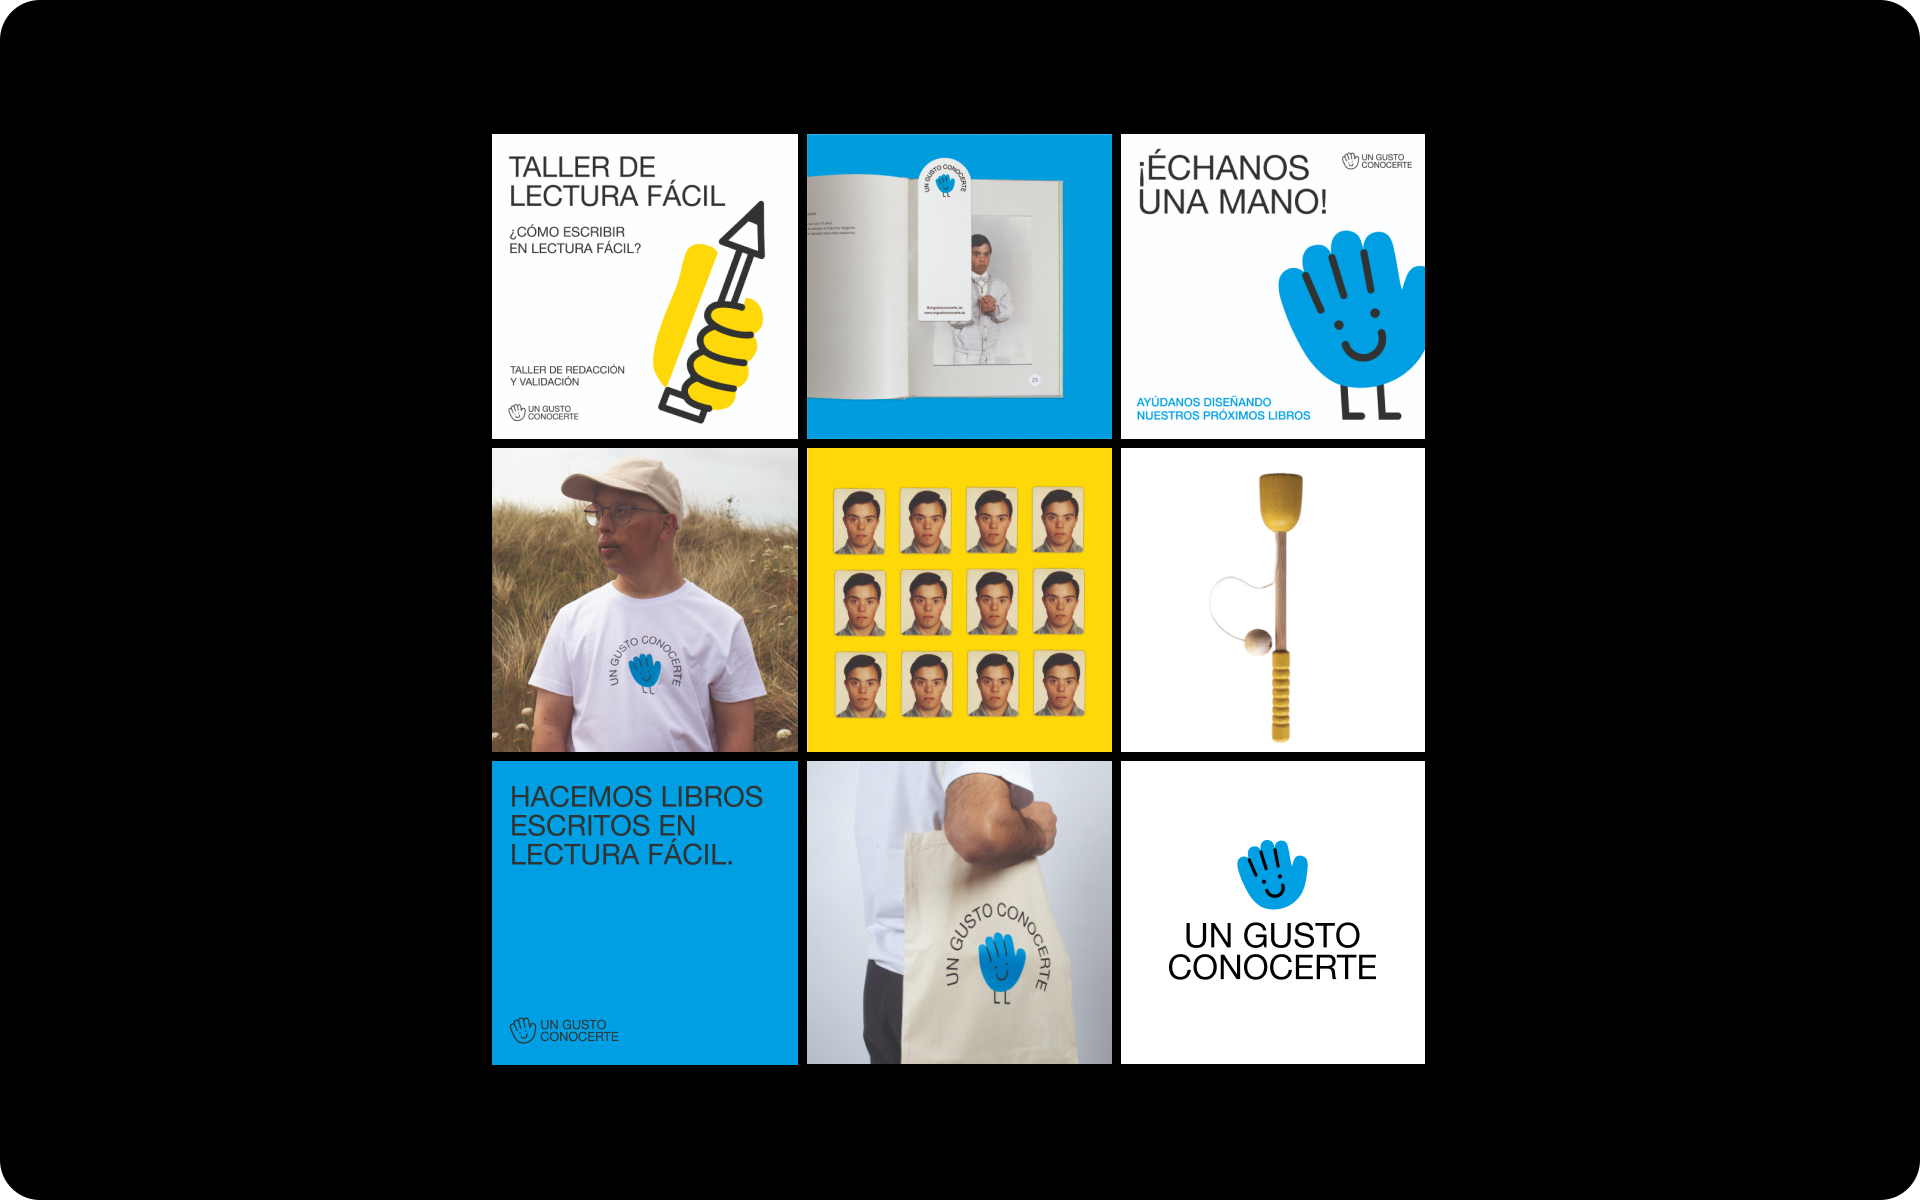 TALLER DE
LECTURA FÁCIL
¿CÓMO ESCRIBIR
EN LECTURA FÁCIL?
TALLER DE REDACCIÓN
Y VALIDACIÓN
UN GUSTO
CONOCERTE
UN GUSTO CONOCERTE
25
¡ÉCHANOS
UNA MANO!
UN GUSTO
CONOCERTE
AYÚDANOS DISEÑANDO
NUESTROS PRÓXIMOS LIBROS
UN GUSTO CONOCERTE
HACEMOS LIBROS
ESCRITOS EN
LECTURA FÁCIL.
UN GUSTO
CONOCERTE
UN GUSTO CONOCERTE
UN GUSTO
CONOCERTE